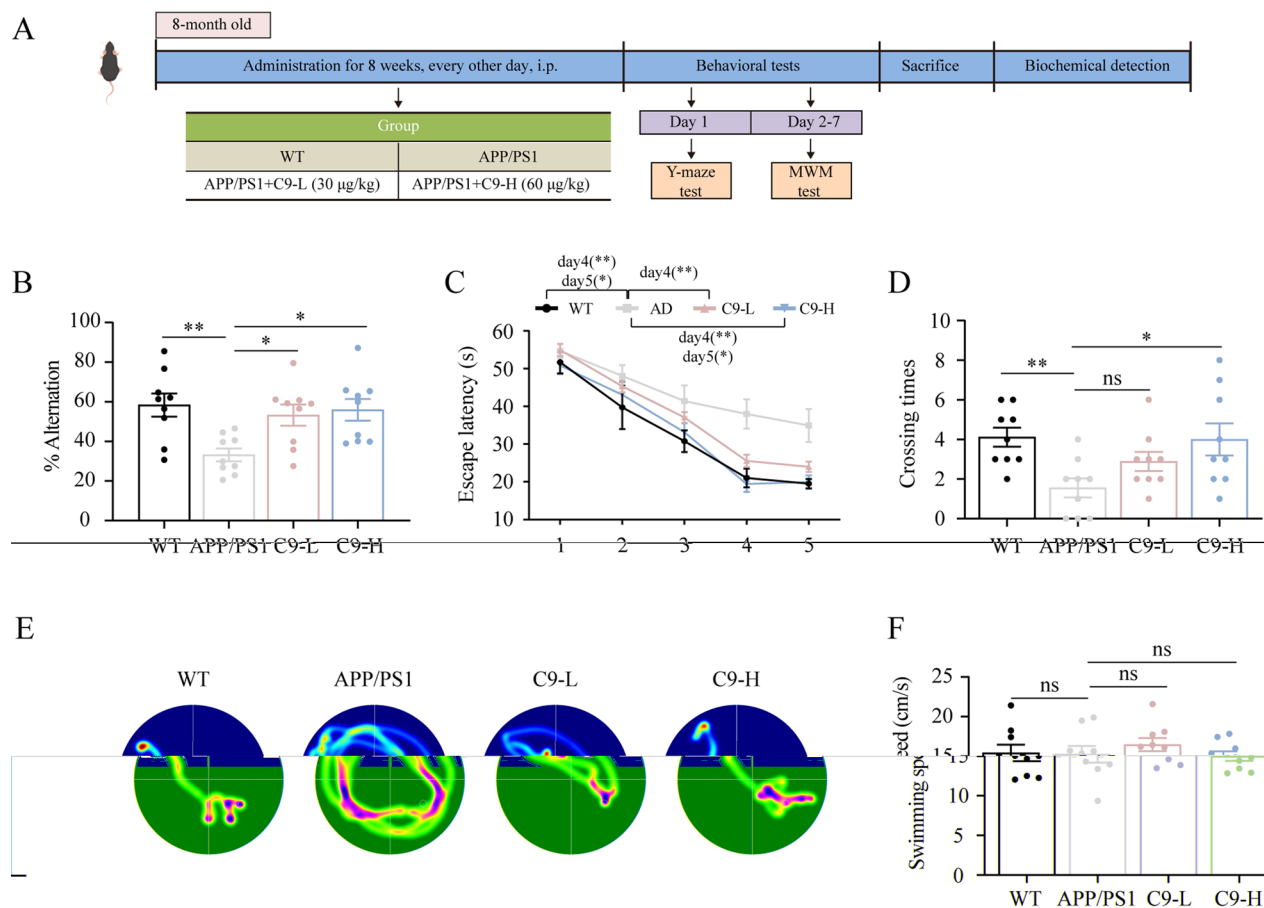 A
8-month old
Administration for 8 weeks, every other day, i.p.
Behavioral tests
Sacrifice
Biochemical detection
Group
WT
APP/PS1
APP/PS1+C9-L (30 μg/kg)
APP/PS1+C9-H (60 μg/kg)
Day 1
Day 2-7
Y-maze
test
MWM
test
B
% Alternation
100
80
60
40
20
0
**
*
*
WT
APP/PS1
C9-L
C9-H
C
day4(**)
day5(*)
day4(**)
WT
AD
C9-L
C9-H
day4(**)
day5(*)
Escape latency (s)
60
50
40
30
20
10
1
2
3
4
5
D
Crossing times
10
8
6
4
2
0
**
*
ns
WT
APP/PS1
C9-L
C9-H
E
WT
APP/PS1
C9-L
C9-H
F
Swimming speed (cm/s)
25
20
15
15
10
5
0
ns
ns
ns
WT
APP/PS1
C9-L
C9-H